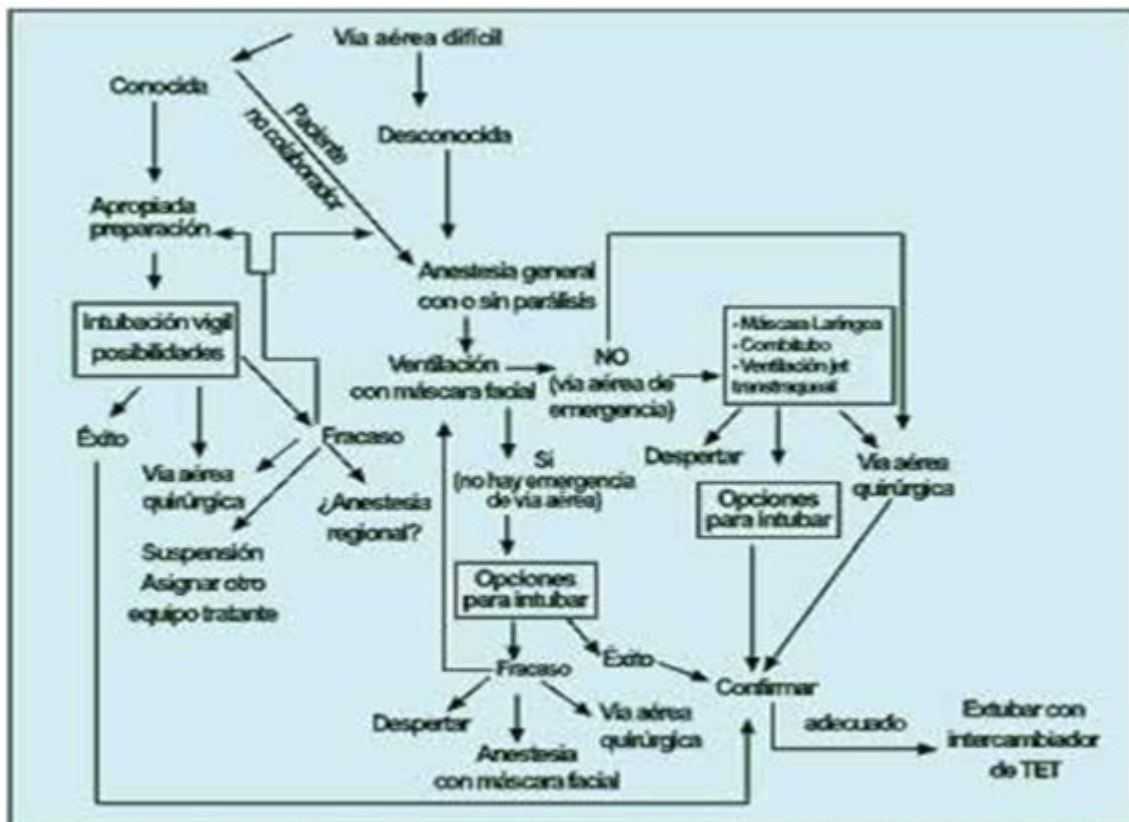 Vía aérea difícil
Conocida
Paciente
no colaborador
Desconocida
Apropiada
preparación
Anestesia general
con o sin parálisis
Intubación vigil
posibilidades
Ventilación
con máscara facial
NO
(vía aérea de
emergencia)
- Máscara Laríngea
- Combitubo
- Ventilación jet
transtraqueal
Éxito
Fracaso
Vía aérea
quirúrgica
¿Anestesia
regional?
Suspensión
Asignar otro
equipo tratante
Sí
(no hay emergencia
de vía aérea)
Despertar
Opciones
para intubar
Vía aérea
quirúrgica
Opciones
para intubar
Fracaso
Éxito
Despertar
Anestesia
con máscara facial
Vía aérea
quirúrgica
Confirmar
adecuado
Extubar con
intercambiador
de TET